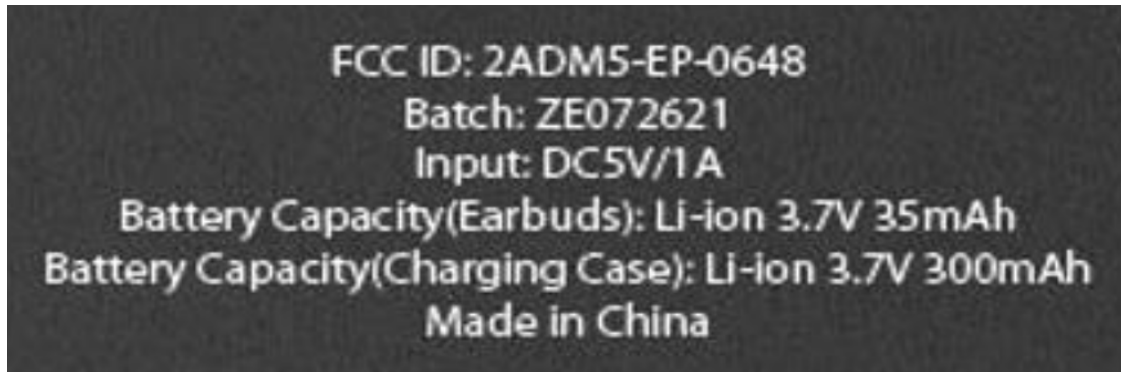 FCC ID: 2ADM5-EP-0648
Batch: ZE072621
Input: DC5V/1A
Battery Capacity(Earbuds): Li-ion 3.7V 35mAh
Battery Capacity(Charging Case): Li-ion 3.7V 300mAh
Made in China